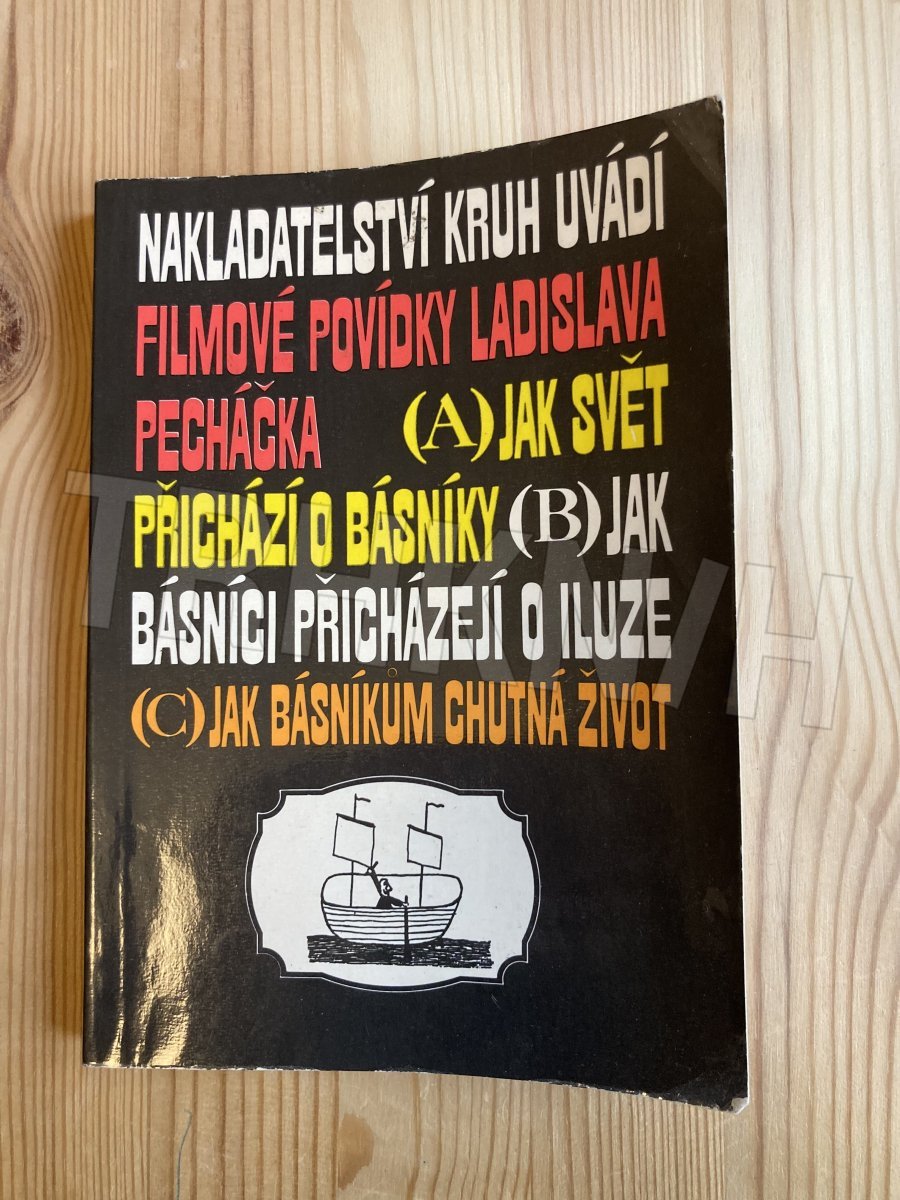 NAKLADATELSTVÍ KRUH UVÁDÍ
FILMOVÉ POVÍDKY LADISLAVA
PECHÁČKA (A) JAK SVĚT
PŘICHÁZÍ O BÁSNÍKY (B) JAK
BÁSNÍCI PŘICHÁZEJÍ O ILUZE
(C) JAK BÁSNÍKŮM CHUTNÁ ŽIVOT